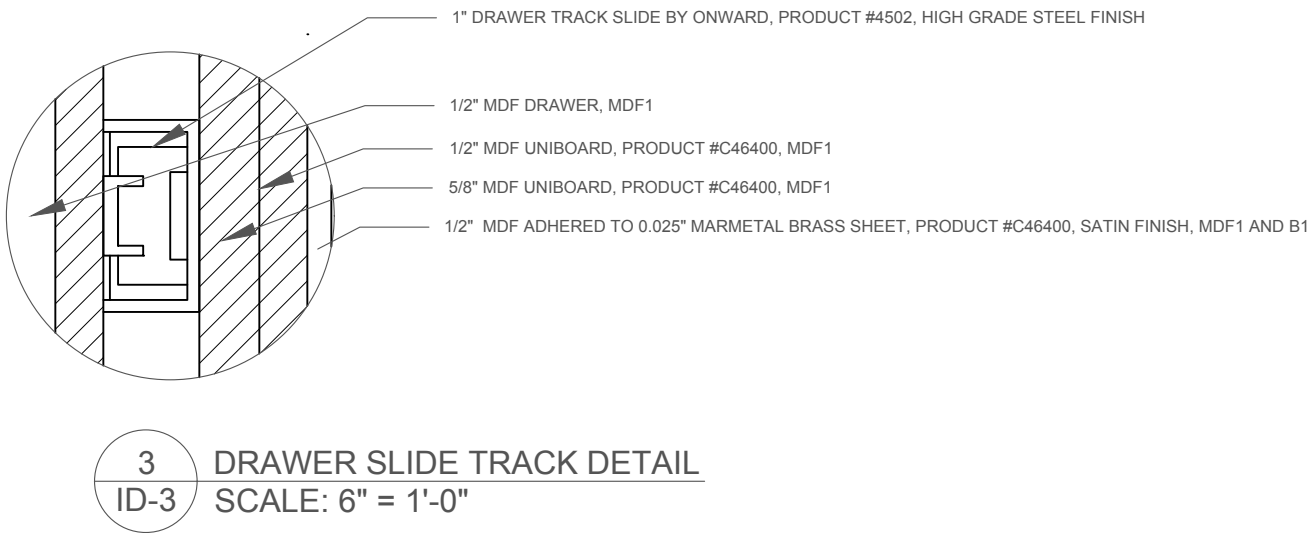 1" DRAWER TRACK SLIDE BY ONWARD, PRODUCT #4502, HIGH GRADE STEEL FINISH
1/2" MDF DRAWER, MDF1
1/2" MDF UNIBOARD, PRODUCT #C46400, MDF1
5/8" MDF UNIBOARD, PRODUCT #C46400, MDF1
1/2" MDF ADHERED TO 0.025" MARMETAL BRASS SHEET, PRODUCT #C46400, SATIN FINISH, MDF1 AND B1
3
ID-3
DRAWER SLIDE TRACK DETAIL
SCALE: 6" = 1'-0"